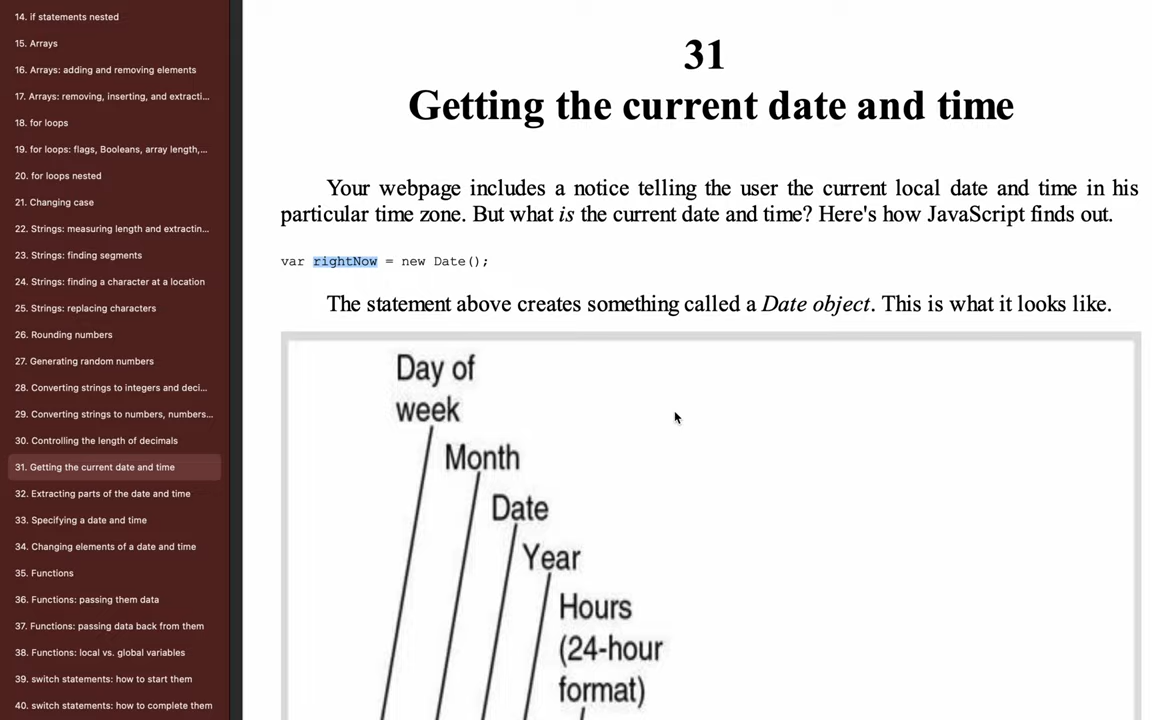 14. if statements nested
15. Arrays
16. Arrays: adding and removing elements
17. Arrays: removing, inserting, and extracti...
18. for loops
19. for loops: flags, Booleans, array length,...
20. for loops nested
21. Changing case
22. Strings: measuring length and extractin...
23. Strings: finding segments
24. Strings: finding a character at a location
25. Strings: replacing characters
26. Rounding numbers
27. Generating random numbers
28. Converting strings to integers and deci...
29. Converting strings to numbers, numbers...
30. Controlling the length of decimals
31. Getting the current date and time
32. Extracting parts of the date and time
33. Specifying a date and time
34. Changing elements of a date and time
35. Functions
36. Functions: passing them data
37. Functions: passing data back from them
38. Functions: local vs. global variables
39. switch statements: how to start them
40. switch statements: how to complete them
31
Getting the current date and time
Your webpage includes a notice telling the user the current local date and time in his
particular time zone. But what is the current date and time? Here's how JavaScript finds out.
var rightNow = new Date();
The statement above creates something called a Date object. This is what it looks like.
Day of
week
Month
Date
Year
Hours
(24-hour
format)